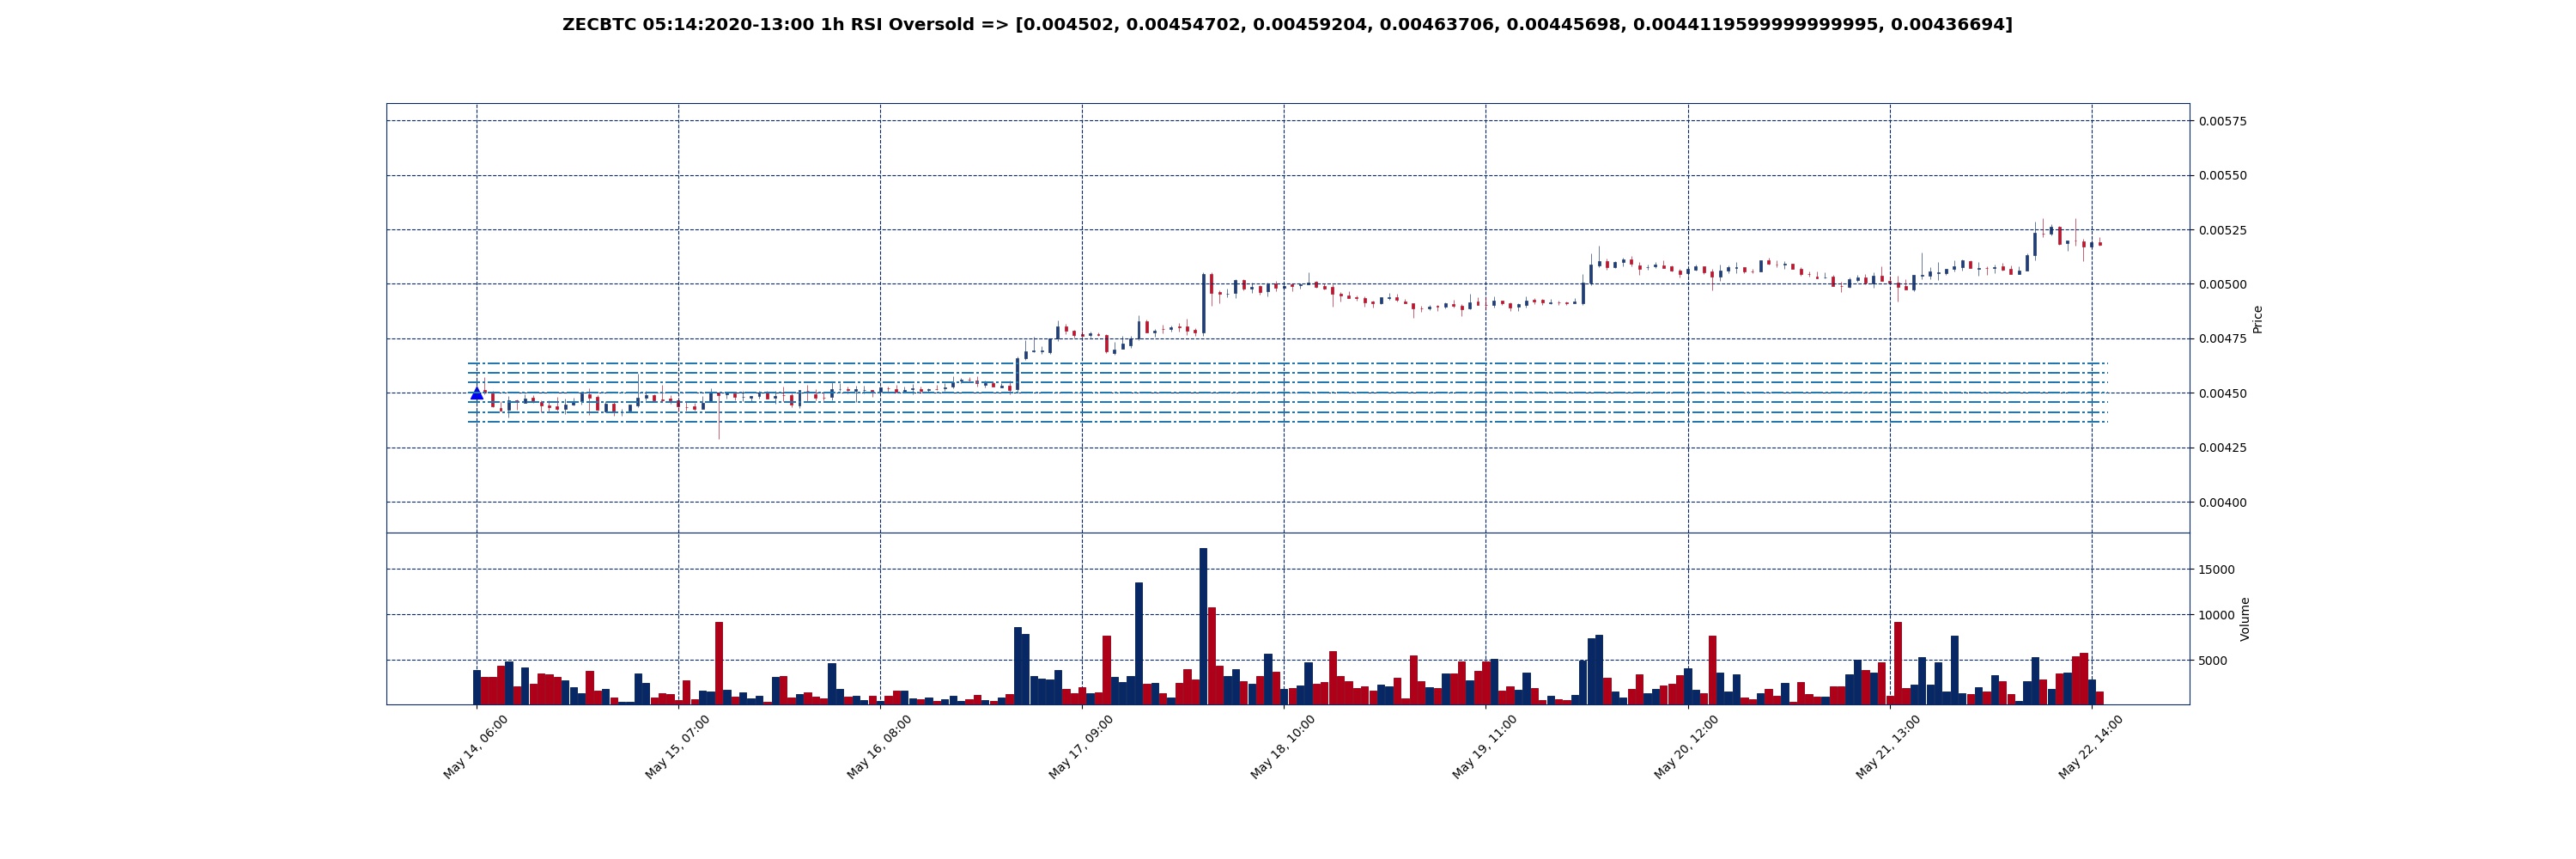 ZECBTC 05:14:2020-13:00 1h RSI Oversold => [0.004502, 0.00454702, 0.00459204, 0.00463706, 0.00445698, 0.0044119599999999995, 0.00436694]
0.00575
0.00550
0.00525
0.00500
0.00475
0.00450
0.00425
0.00400
Price
15000
10000
5000
Volume
May 14, 06:00
May 15, 07:00
May 16, 08:00
May 17, 09:00
May 18, 10:00
May 19, 11:00
May 20, 12:00
May 21, 13:00
May 22, 14:00